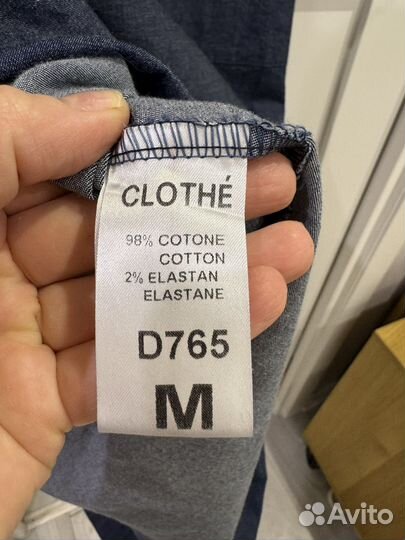 CLOTHÉ
98% COTONE
COTTON
2% ELASTAN
ELASTANE
D765
M
Avito